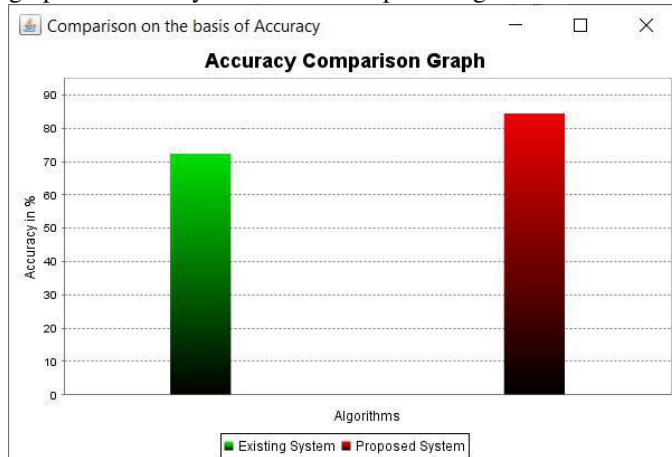 Comparison on the basis of Accuracy
Accuracy Comparison Graph
90
80
70
60
50
40
30
20
10
0
Accuracy in %
Algorithms
Existing System Proposed System